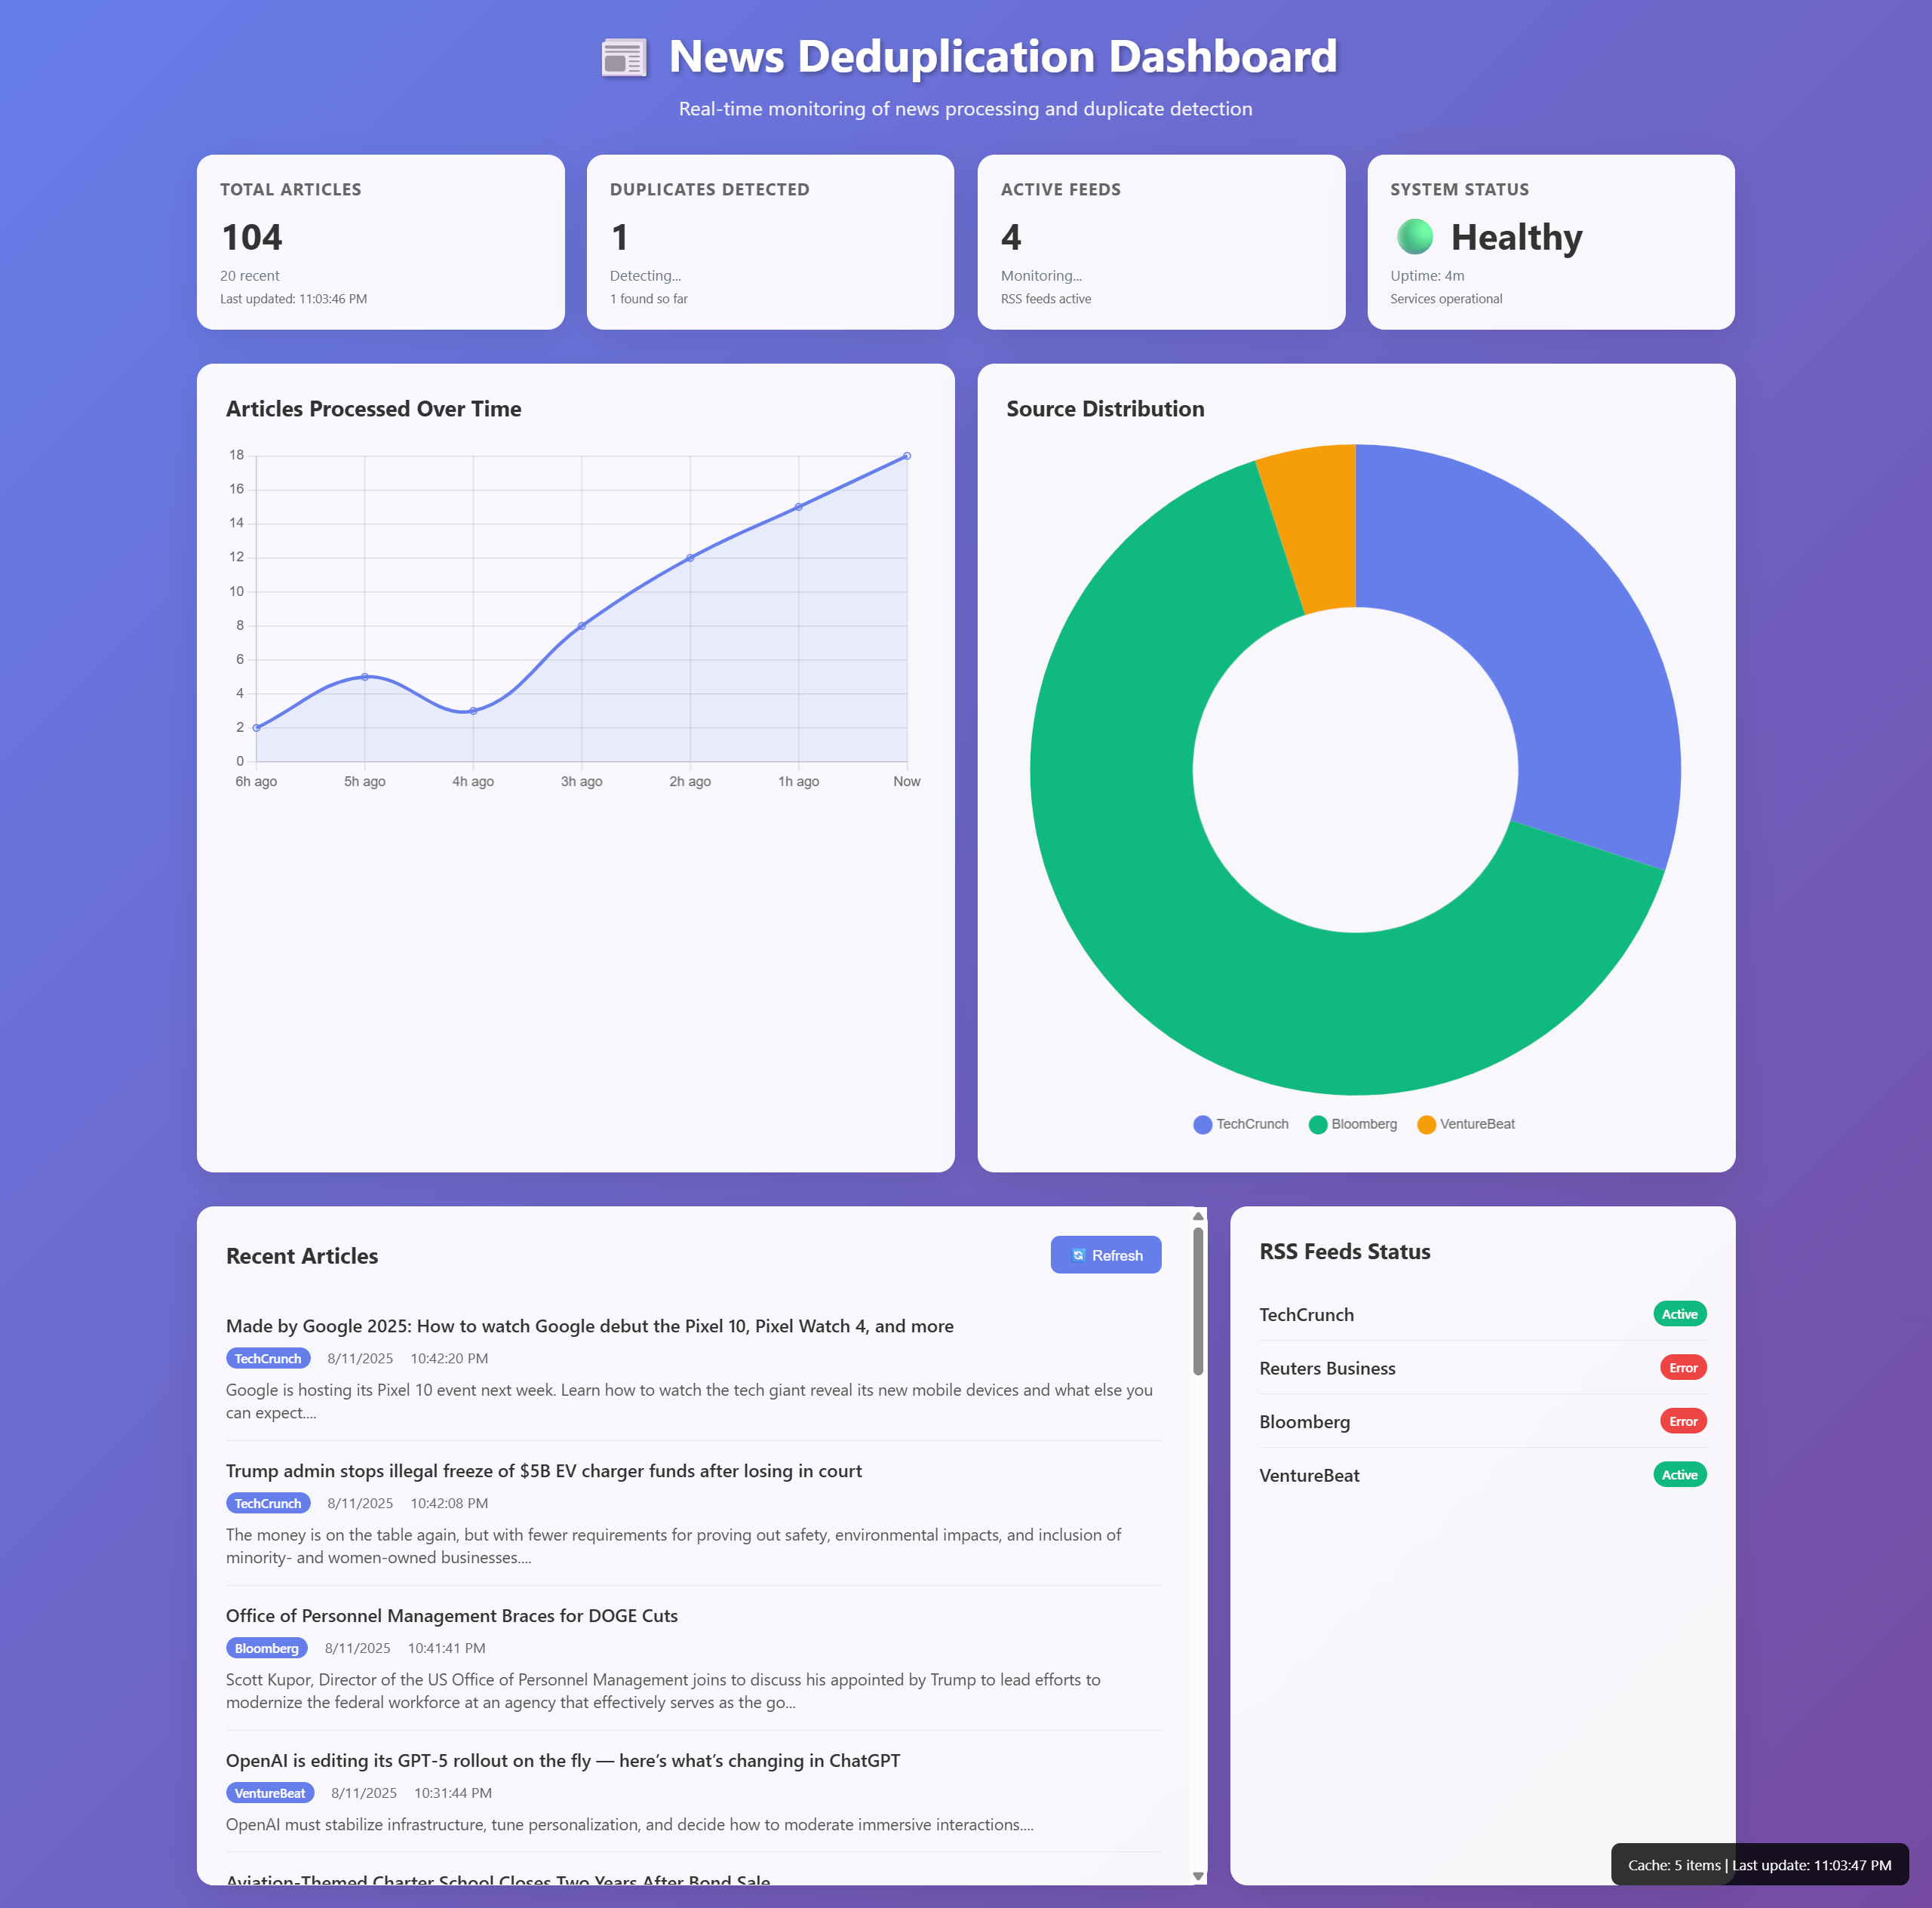 News Deduplication Dashboard
Real-time monitoring of news processing and duplicate detection
TOTAL ARTICLES
104
20 recent
Last updated: 11:03:46 PM
DUPLICATES DETECTED
1
Detecting...
1 found so far
ACTIVE FEEDS
4
Monitoring...
RSS feeds active
SYSTEM STATUS
Healthy
Uptime: 4m
Services operational
Articles Processed Over Time
18
16
14
12
10
8
6
4
2
0
6h ago 5h ago 4h ago 3h ago 2h ago 1h ago Now
Source Distribution
TechCrunch Bloomberg VentureBeat
Recent Articles
Refresh
Made by Google 2025: How to watch Google debut the Pixel 10, Pixel Watch 4, and more
TechCrunch 8/11/2025 10:42:20 PM
Google is hosting its Pixel 10 event next week. Learn how to watch the tech giant reveal its new mobile devices and what else you
can expect....
Trump admin stops illegal freeze of $5B EV charger funds after losing in court
TechCrunch 8/11/2025 10:42:08 PM
The money is on the table again, but with fewer requirements for proving out safety, environmental impacts, and inclusion of
minority- and women-owned businesses....
Office of Personnel Management Braces for DOGE Cuts
Bloomberg 8/11/2025 10:41:41 PM
Scott Kupor, Director of the US Office of Personnel Management joins to discuss his appointed by Trump to lead efforts to
modernize the federal workforce at an agency that effectively serves as the go...
OpenAI is editing its GPT-5 rollout on the fly — here’s what’s changing in ChatGPT
VentureBeat 8/11/2025 10:31:44 PM
OpenAI must stabilize infrastructure, tune personalization, and decide how to moderate immersive interactions....
Aviation-Themed Charter School Closes Two Years After Bond Sale
RSS Feeds Status
TechCrunch Active
Reuters Business Error
Bloomberg Error
VentureBeat Active
Cache: 5 items | Last update: 11:03:47 PM